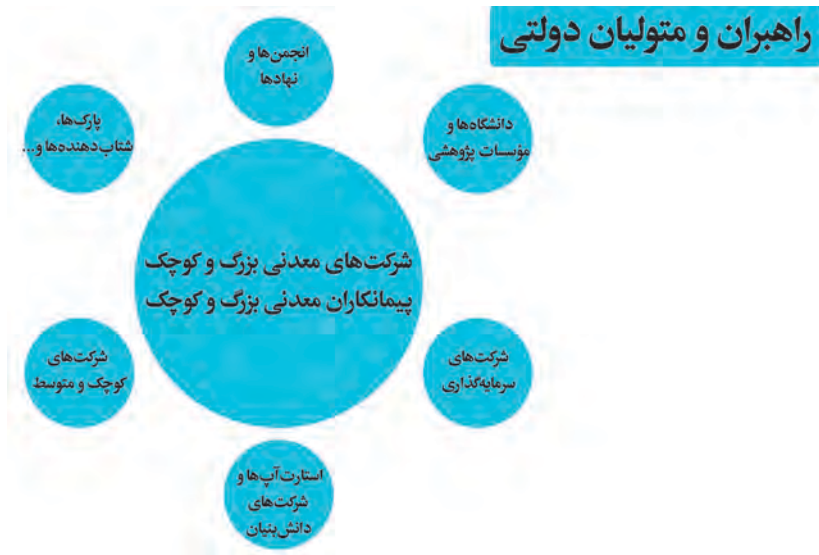 راهبران و متولیان دولتی
انجمن‌ها و
نهادها
دانشگاه‌ها و
مؤسسات پژوهشی
پارک‌ها،
شتاب‌دهنده‌ها و...
شرکت‌های معدنی بزرگ و کوچک
پیمانکاران معدنی بزرگ و کوچک
شرکت‌های
سرمایه‌گذاری
شرکت‌های
کوچک و متوسط
استارت‌آپ‌ها و
شرکت‌های
دانش‌بنیان